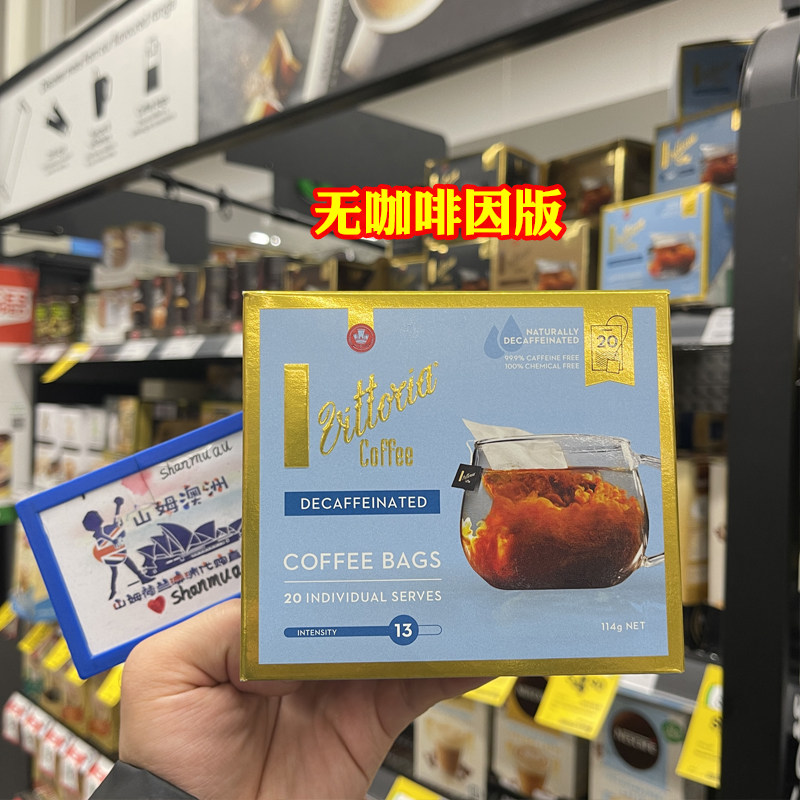 无咖啡因版
NATURALLY
DECAFFEINATED
99.9% CAFFEINE FREE
100% CHEMICAL FREE
20
Vittoria
Coffee
DECAFFEINATED
COFFEE BAGS
20 INDIVIDUAL SERVES
INTENSITY
13
114g NET
shanmuau
山姆澳洲
shanmuau
NESCAFÉ